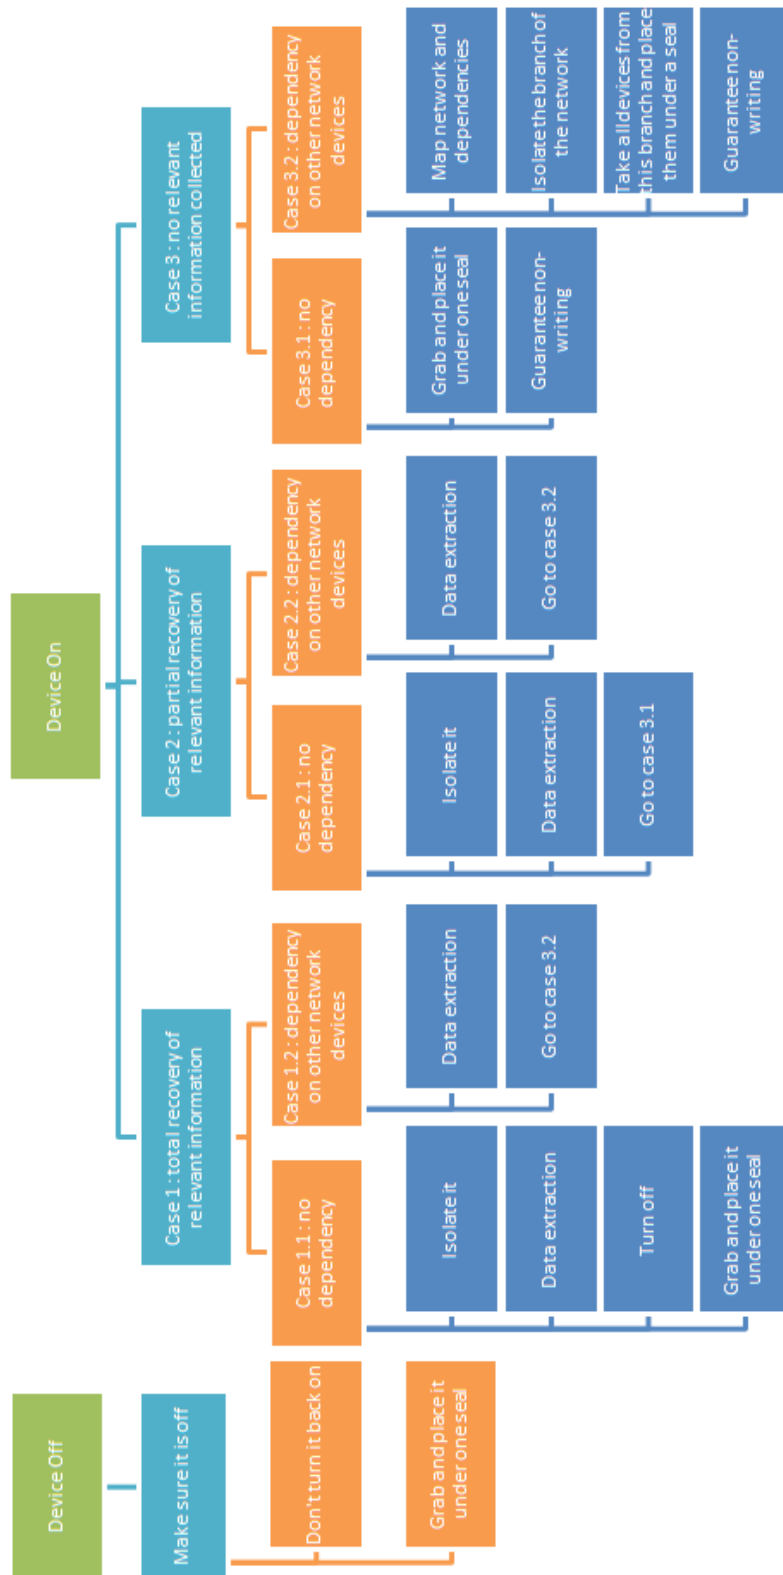 Device Off
Make sure it is off
Don't turn it back on
Grab and place it
under one seal
Device On
Case 1 : total recovery of
relevant information
Case 1.1 : no
dependency
Isolate it
Data extraction
Turn off
Grab and place it
under one seal
Case 1.2 : dependency
on other network
devices
Data extraction
Go to case 3.2
Case 2 : partial recovery of
relevant information
Case 2.1 : no
dependency
Isolate it
Data extraction
Go to case 3.1
Case 2.2 : dependency
on other network
devices
Data extraction
Go to case 3.2
Case 3 : no relevant
information collected
Case 3.1 : no
dependency
Grab and place it
under one seal
Guarantee non-
writing
Case 3.2 : dependency
on other network
devices
Map network and
dependencies
Isolate the branch of
the network
Take all devices from
this branch and place
them under a seal
Guarantee non-
writing